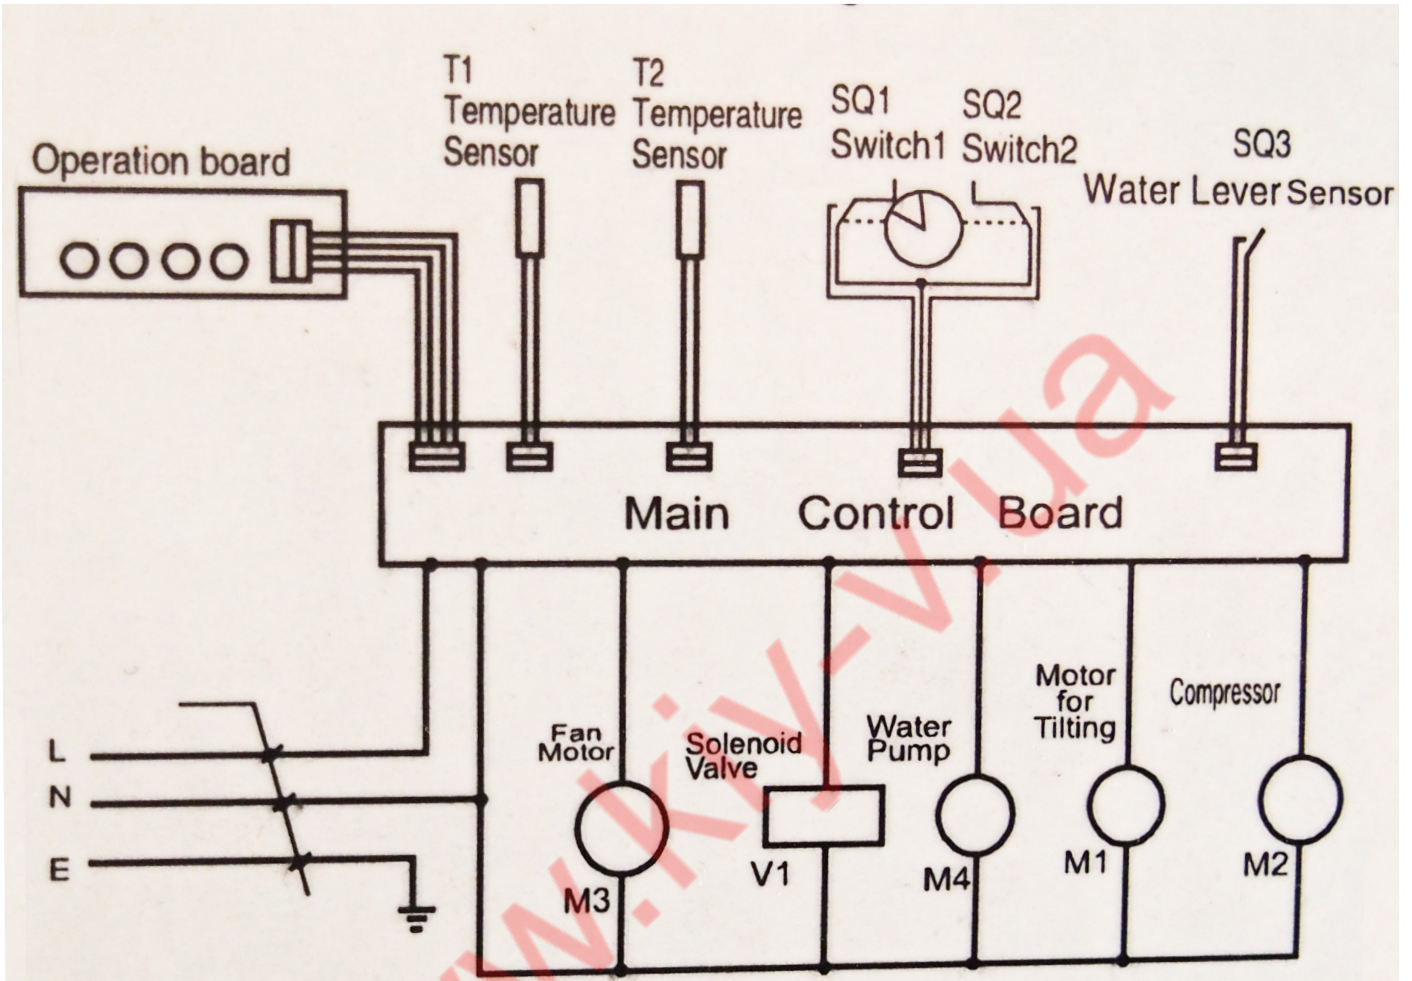 T1
Temperature
Sensor
T2
Temperature
Sensor
SQ1
Switch1
SQ2
Switch2
SQ3
Water Lever Sensor
Operation board
Main Control Board
L
N
E
Fan
Motor
M3
Solenoid
Valve
V1
Water
Pump
M4
Motor
for
Tilting
M1
Compressor
M2
w.kiy-v.ua